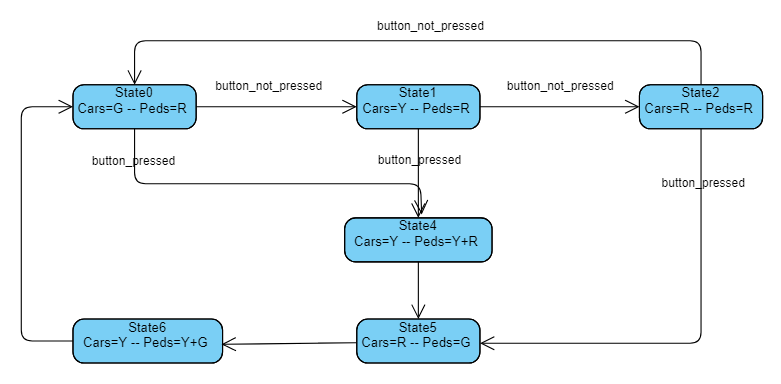 button_not_pressed
State0
Cars=G -- Peds=R
button_not_pressed
State1
Cars=Y -- Peds=R
button_not_pressed
State2
Cars=R -- Peds=R
button_pressed
button_pressed
button_pressed
State4
Cars=Y -- Peds=Y+R
State6
Cars=Y -- Peds=Y+G
State5
Cars=R -- Peds=G